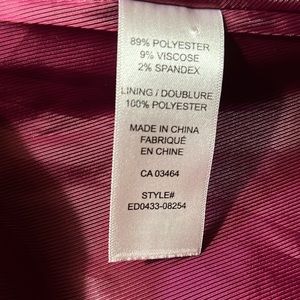 89% POLYESTER
9% VISCOSE
2% SPANDEX
LINING / DOUBLURE
100% POLYESTER
MADE IN CHINA
FABRIQUÉ
EN CHINE
CA 03464
STYLE#
ED0433-08254